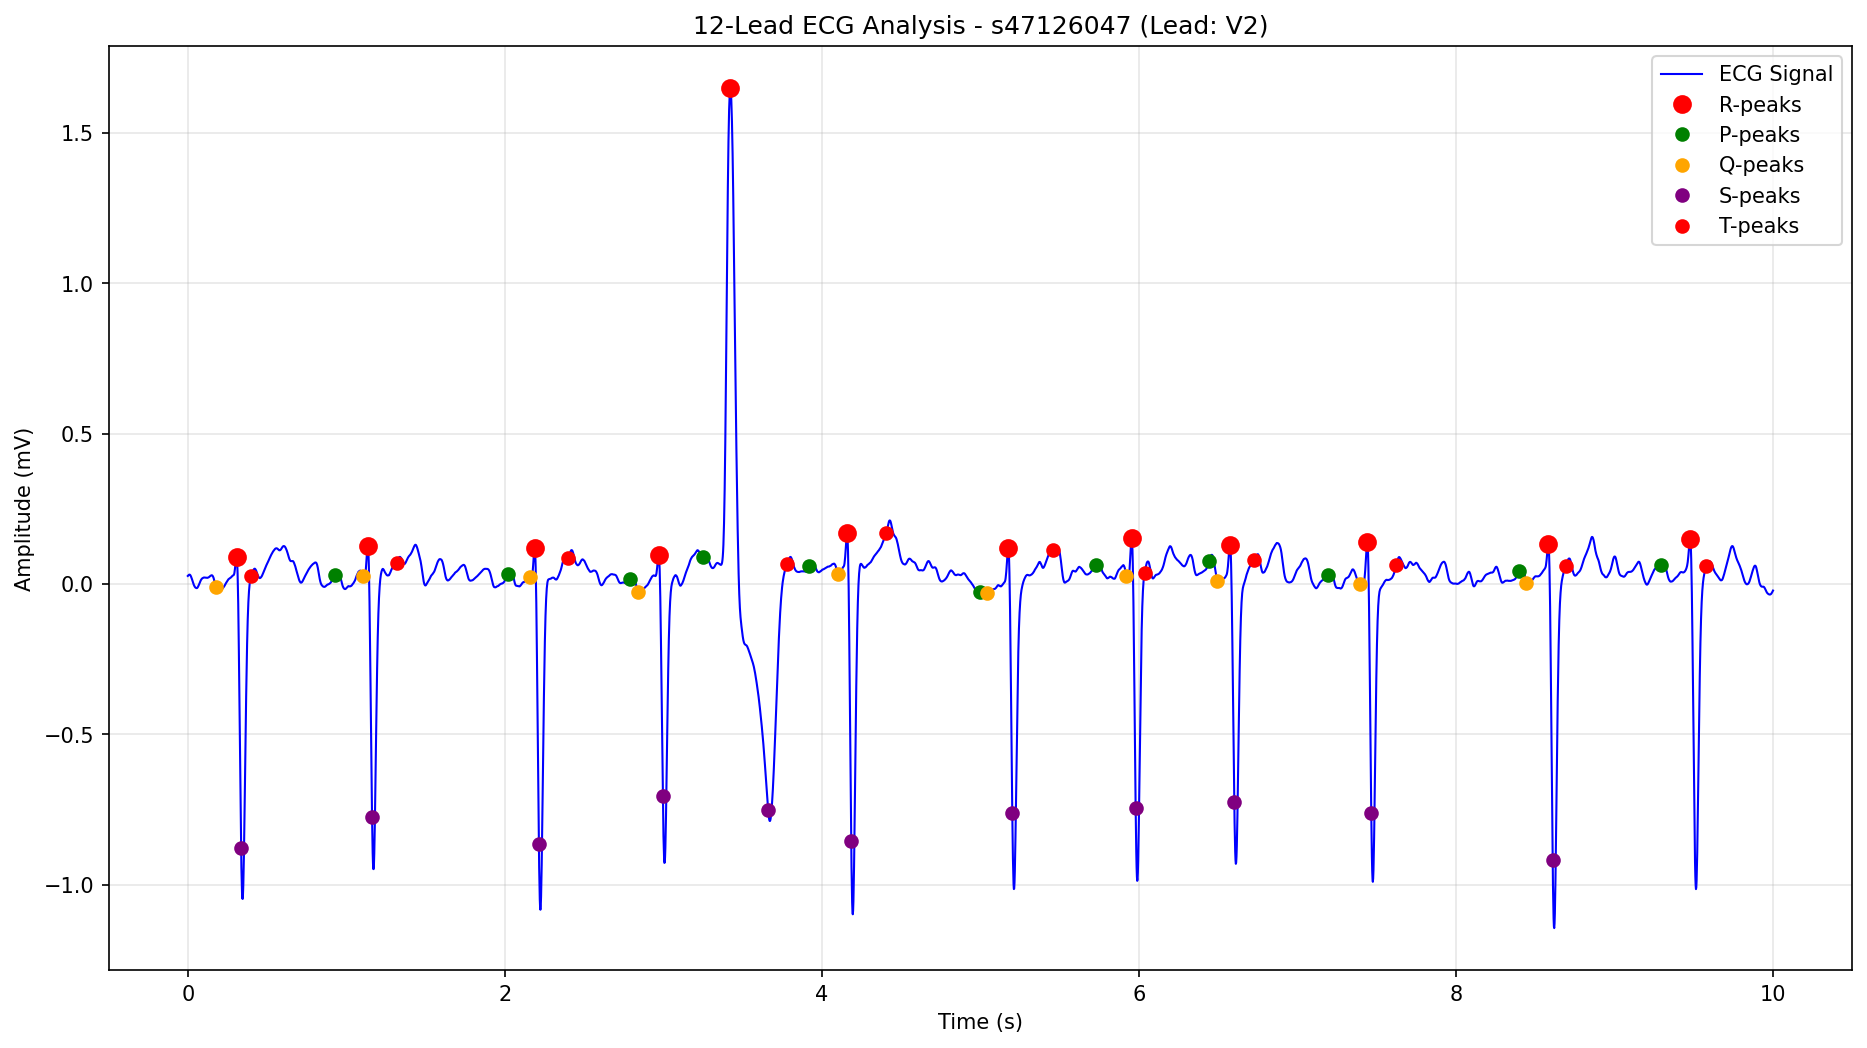 12-Lead ECG Analysis - s47126047 (Lead: V2)
ECG Signal
R-peaks
P-peaks
Q-peaks
S-peaks
T-peaks
Amplitude (mV)
1.5
1.0
0.5
0.0
−0.5
−1.0
0 2 4 6 8 10
Time (s)